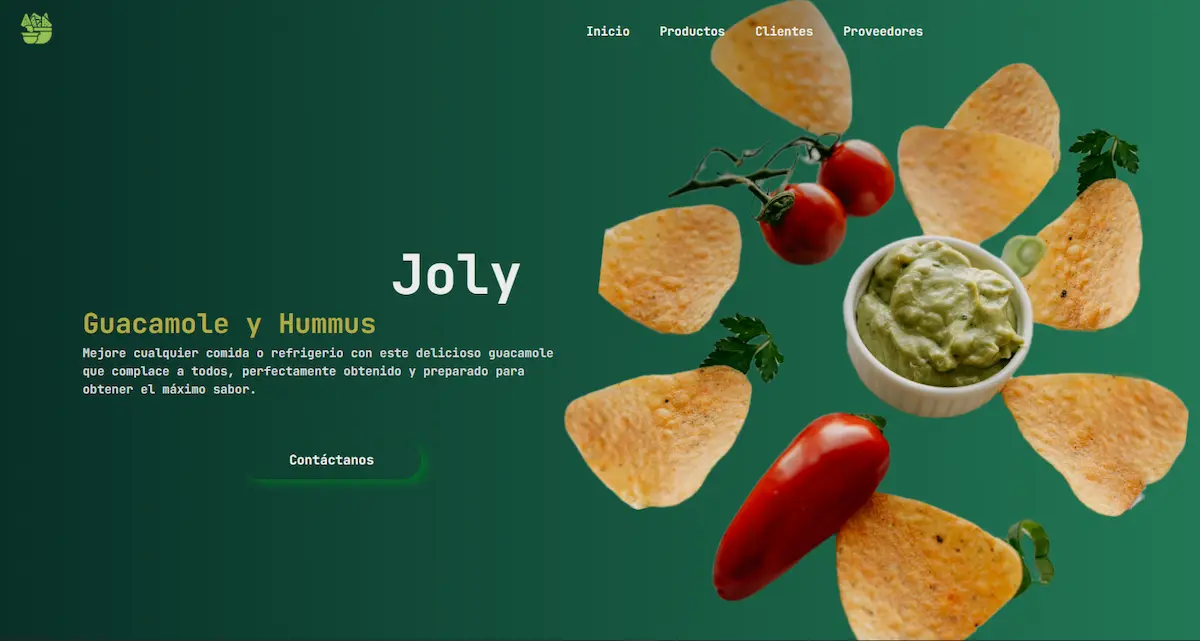 Inicio Productos Clientes Proveedores
Joly
Guacamole y Hummus
Mejore cualquier comida o refrigerio con este delicioso guacamole
que complace a todos, perfectamente obtenido y preparado para
obtener el máximo sabor.
Contáctanos